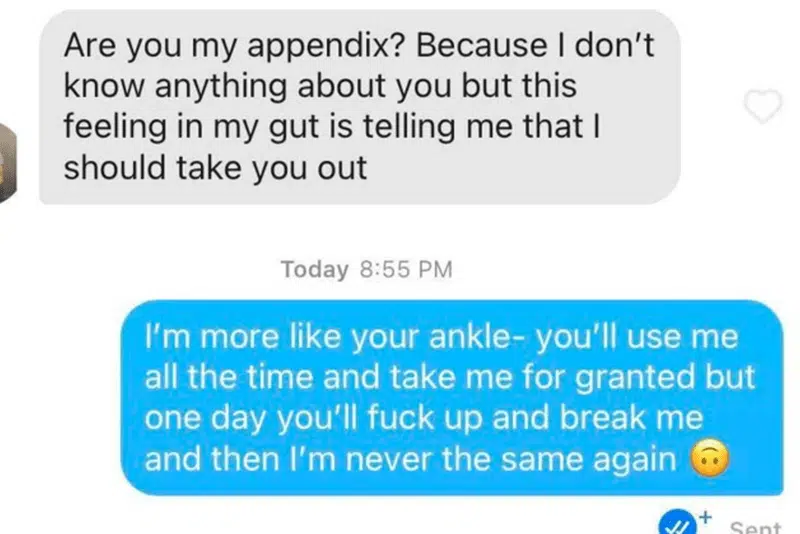 Are you my appendix? Because I don't
know anything about you but this
feeling in my gut is telling me that I
should take you out
Today 8:55 PM
I'm more like your ankle- you'll use me
all the time and take me for granted but
one day you'll fuck up and break me
and then I'm never the same again 🙃
Sent